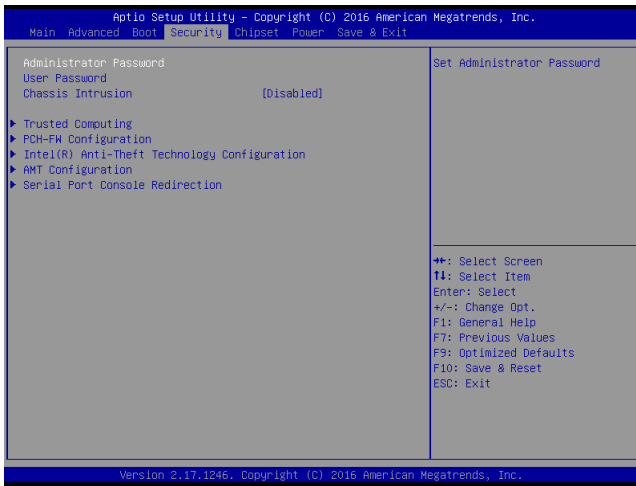 Aptio Setup Utility – Copyright (C) 2016 American Megatrends, Inc.
Main Advanced Boot Security Chipset Power Save & Exit
Administrator Password
User Password
Chassis Intrusion [Disabled]
Trusted Computing
PCH-FW Configuration
Intel(R) Anti-Theft Technology Configuration
AMT Configuration
Serial Port Console Redirection
Set Administrator Password
→←: Select Screen
↑↓: Select Item
Enter: Select
+/-: Change Opt.
F1: General Help
F7: Previous Values
F9: Optimized Defaults
F10: Save & Reset
ESC: Exit
Version 2.17.1246. Copyright (C) 2016 American Megatrends, Inc.